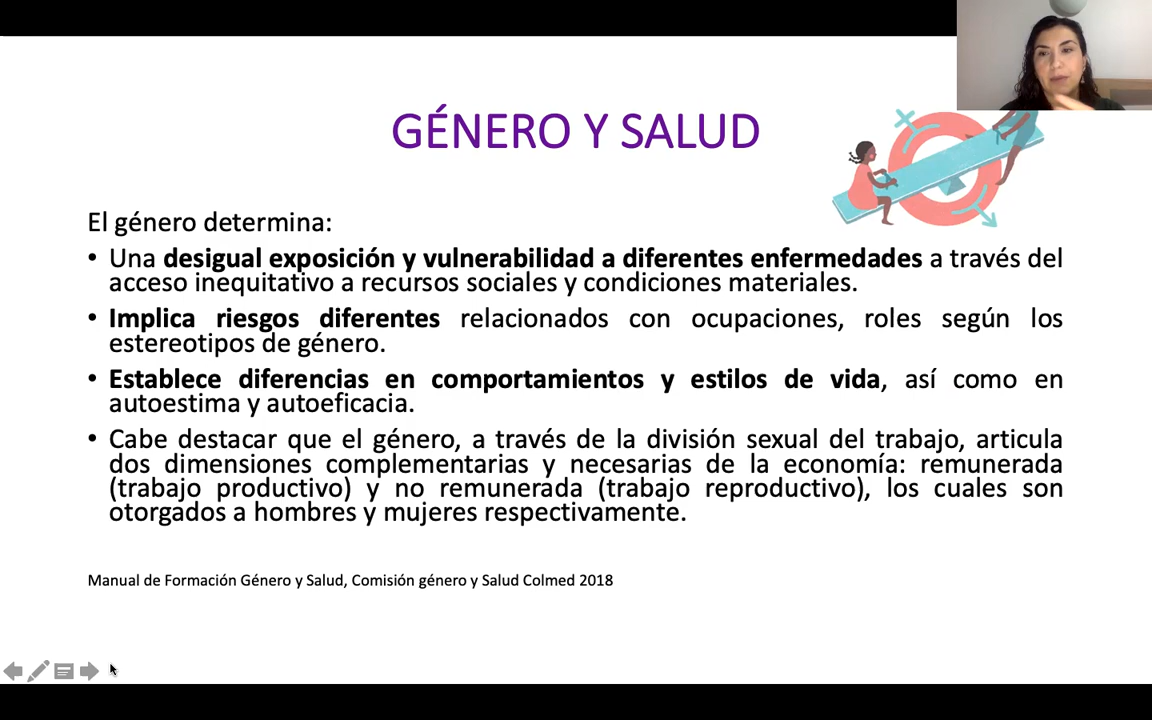 GÉNERO Y SALUD
El género determina:
• Una desigual exposición y vulnerabilidad a diferentes enfermedades a través del
acceso inequitativo a recursos sociales y condiciones materiales.
• Implica riesgos diferentes relacionados con ocupaciones, roles según los
estereotipos de género.
• Establece diferencias en comportamientos y estilos de vida, así como en
autoestima y autoeficacia.
• Cabe destacar que el género, a través de la división sexual del trabajo, articula
dos dimensiones complementarias y necesarias de la economía: remunerada
(trabajo productivo) y no remunerada (trabajo reproductivo), los cuales son
otorgados a hombres y mujeres respectivamente.
Manual de Formación Género y Salud, Comisión género y Salud Colmed 2018